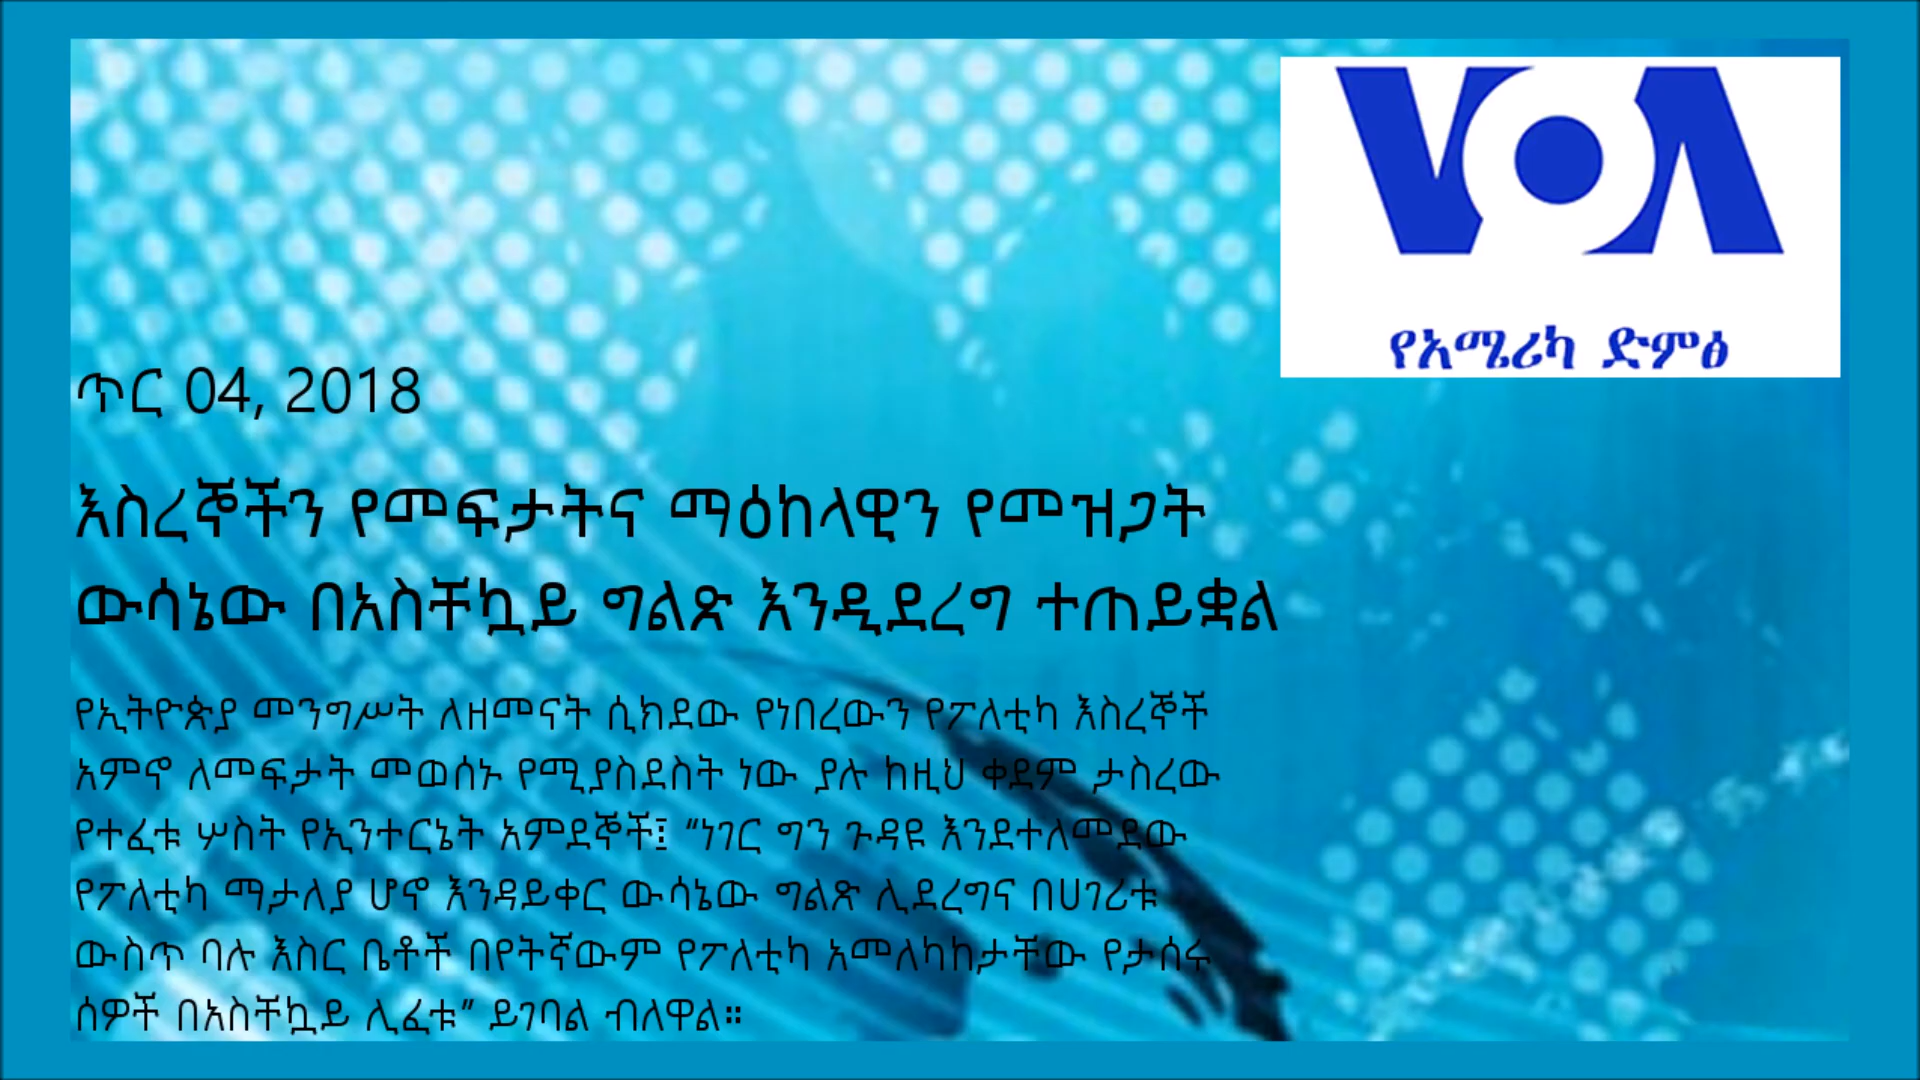 VOA
የአሜሪካ ድምፅ
ጥር 04, 2018
እስረኞችን የመፍታትና ማዕከላዊን የመዝጋት
ውሳኔው በአስቸኳይ ግልጽ እንዲደረግ ተጠይቋል
የኢትዮጵያ መንግሥት ለዘመናት ሲክደው የነበረውን የፖለቲካ እስረኞች
አምኖ ለመፍታት መወሰኑ የሚያስደስት ነው ያሉ ከዚህ ቀደም ታስረው
የተፈቱ ሦስት የኢንተርኔት አምደኞች፤ “ነገር ግን ጉዳዩ እንደተለመደው
የፖለቲካ ማታለያ ሆኖ እንዳይቀር ውሳኔው ግልጽ ሊደረግና በሀገሪቱ
ውስጥ ባሉ እስር ቤቶች በየትኛውም የፖለቲካ አመለካከታቸው የታሰሩ
ሰዎች በአስቸኳይ ሊፈቱ” ይገባል ብለዋል።